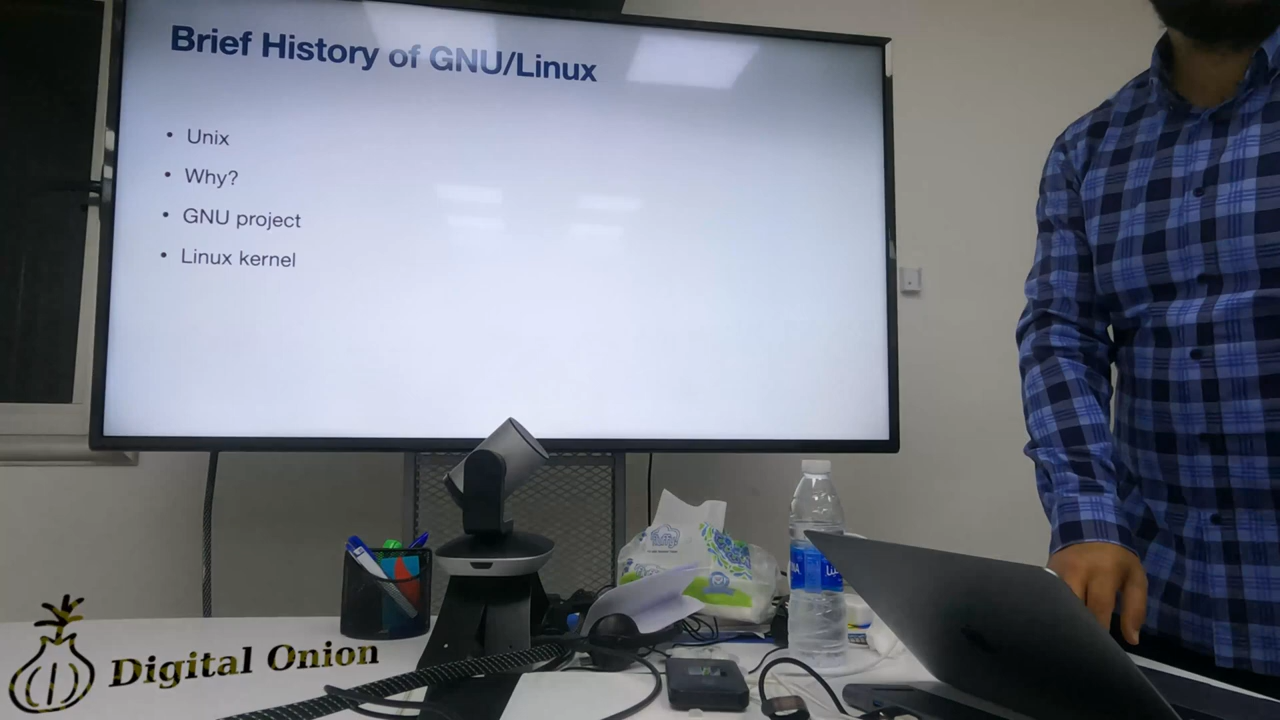 Brief History of GNU/Linux
• Unix
• Why?
• GNU project
• Linux kernel
Digital Onion